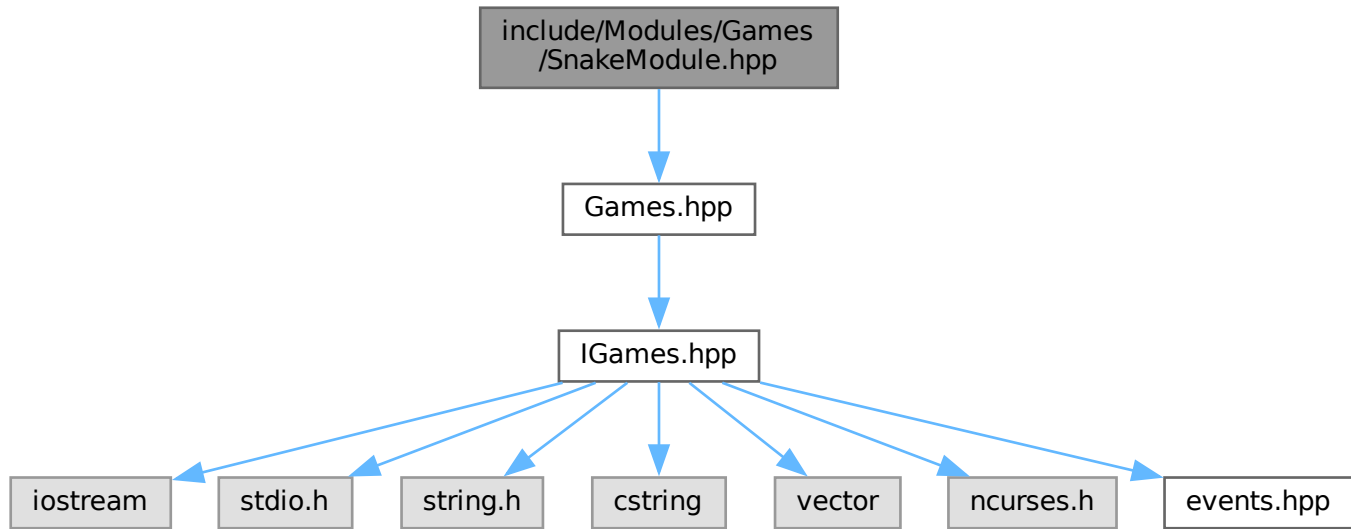 include/Modules/Games
/SnakeModule.hpp
Games.hpp
IGames.hpp
iostream
stdio.h
string.h
cstring
vector
ncurses.h
events.hpp